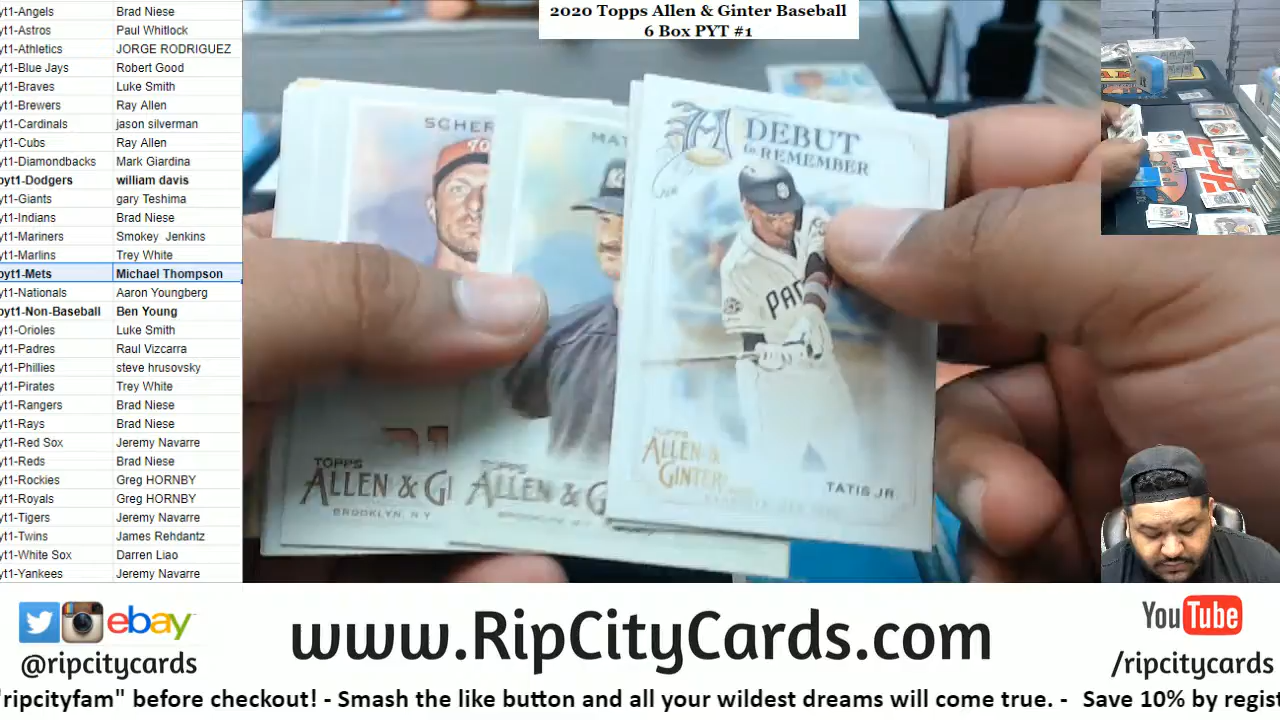 yt1-Angels Brad Niese
yt1-Astros Paul Whitlock
yt1-Athletics JORGE RODRIGUEZ
yt1-Blue Jays Robert Good
yt1-Braves Luke Smith
yt1-Brewers Ray Allen
yt1-Cardinals jason silverman
yt1-Cubs Ray Allen
yt1-Diamondbacks Mark Giardina
pyt1-Dodgers william davis
yt1-Giants gary Teshima
yt1-Indians Brad Niese
yt1-Mariners Smokey Jenkins
yt1-Marlins Trey White
pyt1-Mets Michael Thompson
yt1-Nationals Aaron Youngberg
pyt1-Non-Baseball Ben Young
yt1-Orioles Luke Smith
yt1-Padres Raul Vizcarra
yt1-Phillies steve hrusovsky
yt1-Pirates Trey White
yt1-Rangers Brad Niese
yt1-Rays Brad Niese
yt1-Red Sox Jeremy Navarre
yt1-Reds Brad Niese
yt1-Rockies Greg HORNBY
yt1-Royals Greg HORNBY
yt1-Tigers Jeremy Navarre
yt1-Twins James Rehdantz
yt1-White Sox Darren Liao
yt1-Yankees Jeremy Navarre
2020 Topps Allen & Ginter Baseball
6 Box PYT #1
SCHER
MAT
DEBUT
to REMEMBER
PAD
TATIS JR.
TOPPS
ALLEN &
GINTER
TOPPS
ALLEN & GI
BROOKLYN, N.Y
TOPPS
ALLEN & G
ebay
@ripcitycards
www.RipCityCards.com
YouTube
/ripcitycards
"ripcityfam" before checkout! - Smash the like button and all your wildest dreams will come true. - Save 10% by regist